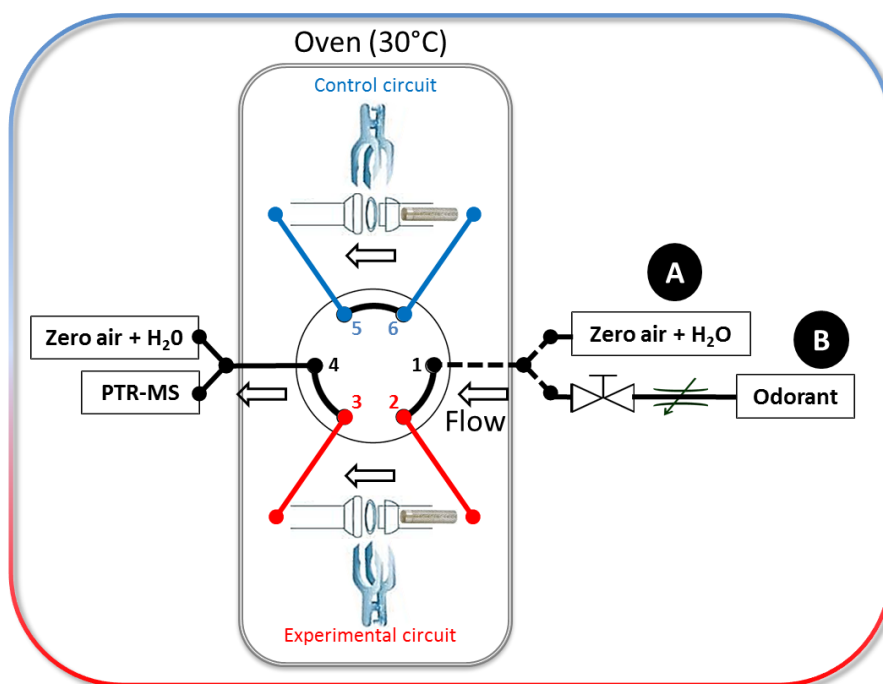 Oven (30°C)
Control circuit
A
5 6
Zero air + H₂0
Zero air + H₂O
B
4 1
PTR-MS
Odorant
3 2
Flow
Experimental circuit